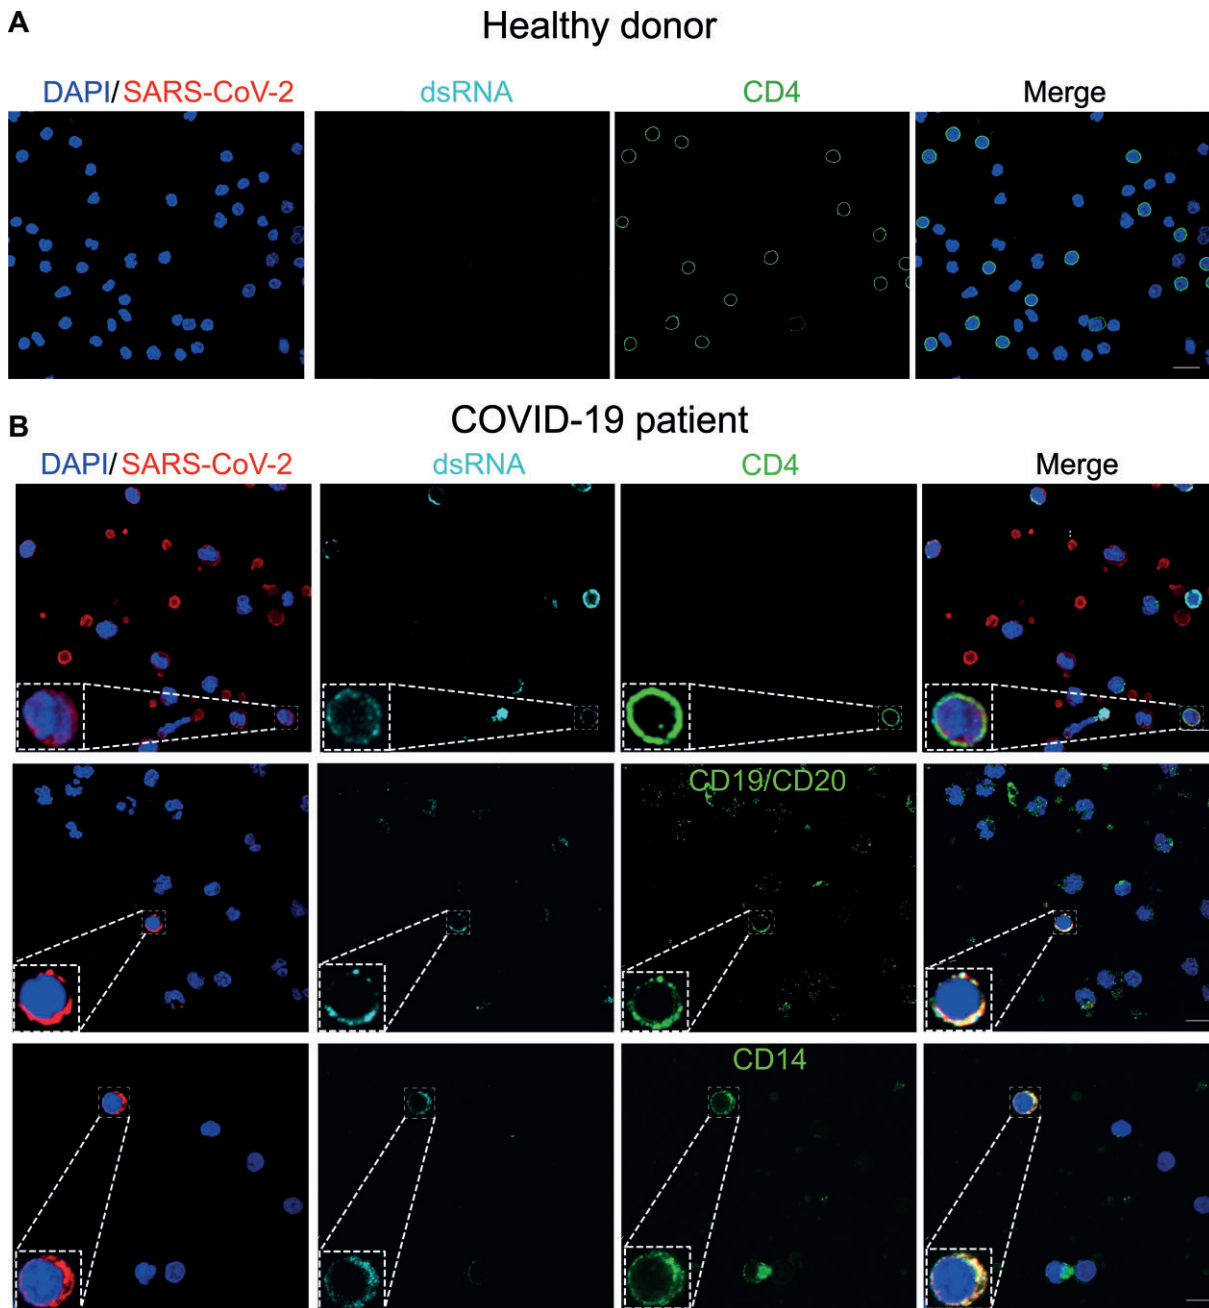 A
Healthy donor
DAPI/SARS-CoV-2 dsRNA CD4 Merge
B
COVID-19 patient
DAPI/SARS-CoV-2 dsRNA CD4 Merge
CD19/CD20
CD14